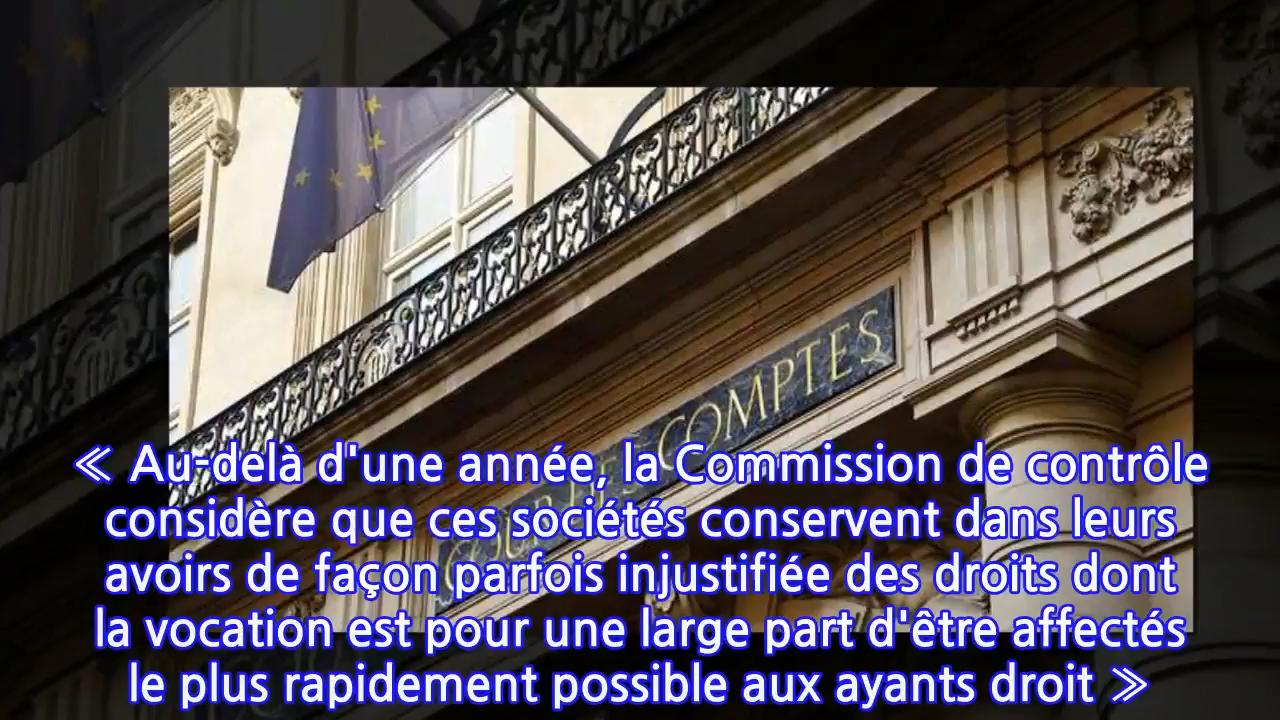 COUR DES COMPTES
« Au-delà d'une année, la Commission de contrôle
considère que ces sociétés conservent dans leurs
avoirs de façon parfois injustifiée des droits dont
la vocation est pour une large part d'être affectés
le plus rapidement possible aux ayants droit »